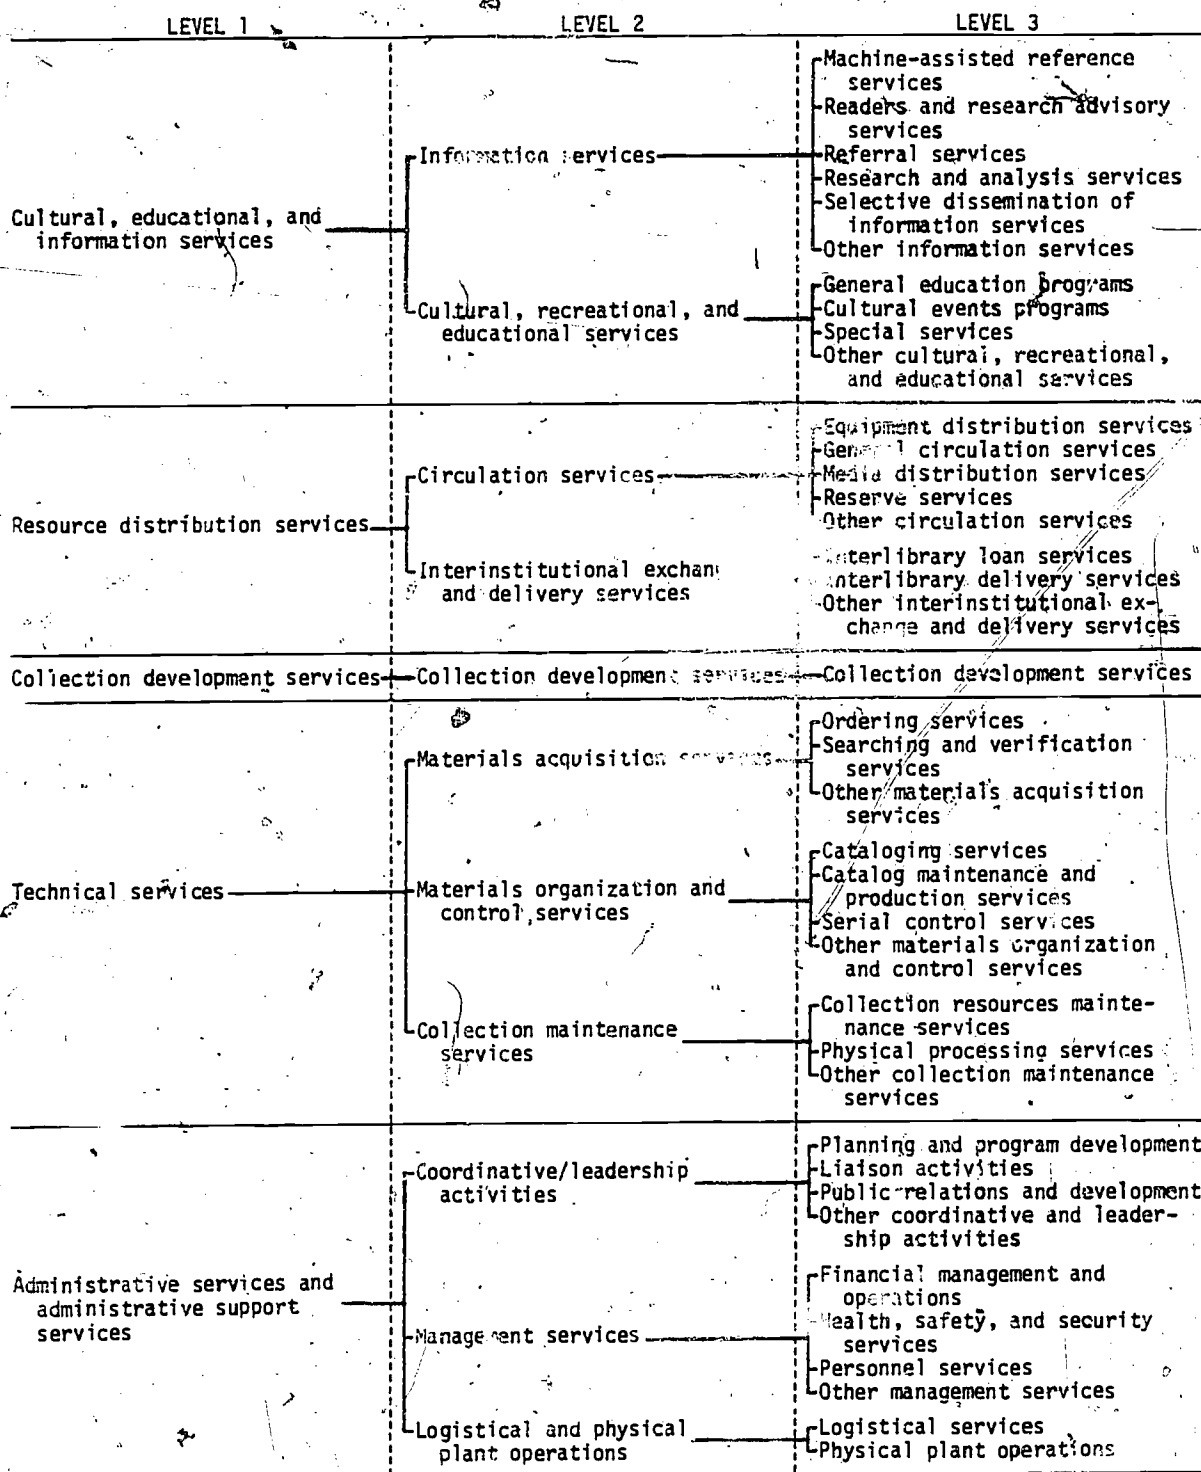 LEVEL 1
LEVEL 2
LEVEL 3
Cultural, educational, and
information services
Information services
Machine-assisted reference
services
Readers and research advisory
services
Referral services
Research and analysis services
Selective dissemination of
information services
Other information services
Cultural, recreational, and
educational services
General education programs
Cultural events programs
Special services
Other cultural, recreational,
and educational services
Resource distribution services
Circulation services
Equipment distribution services
General circulation services
Media distribution services
Reserve services
Other circulation services
Interinstitutional exchan
and delivery services
Interlibrary loan services
Interlibrary delivery services
Other interinstitutional ex-
change and delivery services
Collection development services
Collection development services
Collection development services
Technical services
Materials acquisition services
Ordering services
Searching and verification
services
Other materials acquisition
services
Materials organization and
control services
Cataloging services
Catalog maintenance and
production services
Serial control services
Other materials organization
and control services
Collection maintenance
services
Collection resources mainte-
nance services
Physical processing services
Other collection maintenance
services
Administrative services and
administrative support
services
Coordinative/leadership
activities
Planning and program development
Liaison activities
Public relations and development
Other coordinative and leader-
ship activities
Management services
Financial management and
operations
Health, safety, and security
services
Personnel services
Other management services
Logistical and physical
plant operations
Logistical services
Physical plant operations